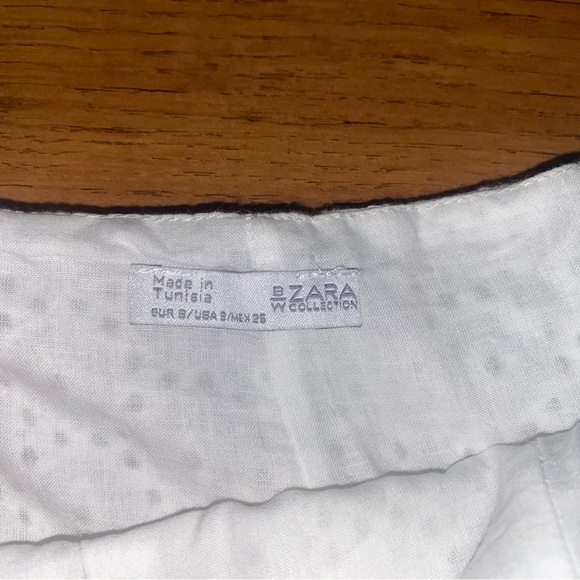 Made in
Tunisia
EUR S/USA S/MEX 26
B
W
ZARA
COLLECTION